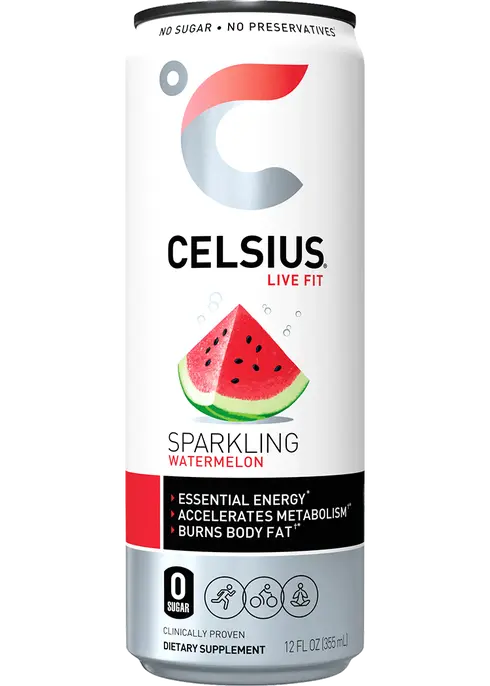 NO SUGAR • NO PRESERVATIVES†
CELSIUS®
LIVE FIT
SPARKLING
WATERMELON
ESSENTIAL ENERGY*
ACCELERATES METABOLISM†*
BURNS BODY FAT†*
0
SUGAR
CLINICALLY PROVEN
DIETARY SUPPLEMENT
12 FL OZ (355 mL)